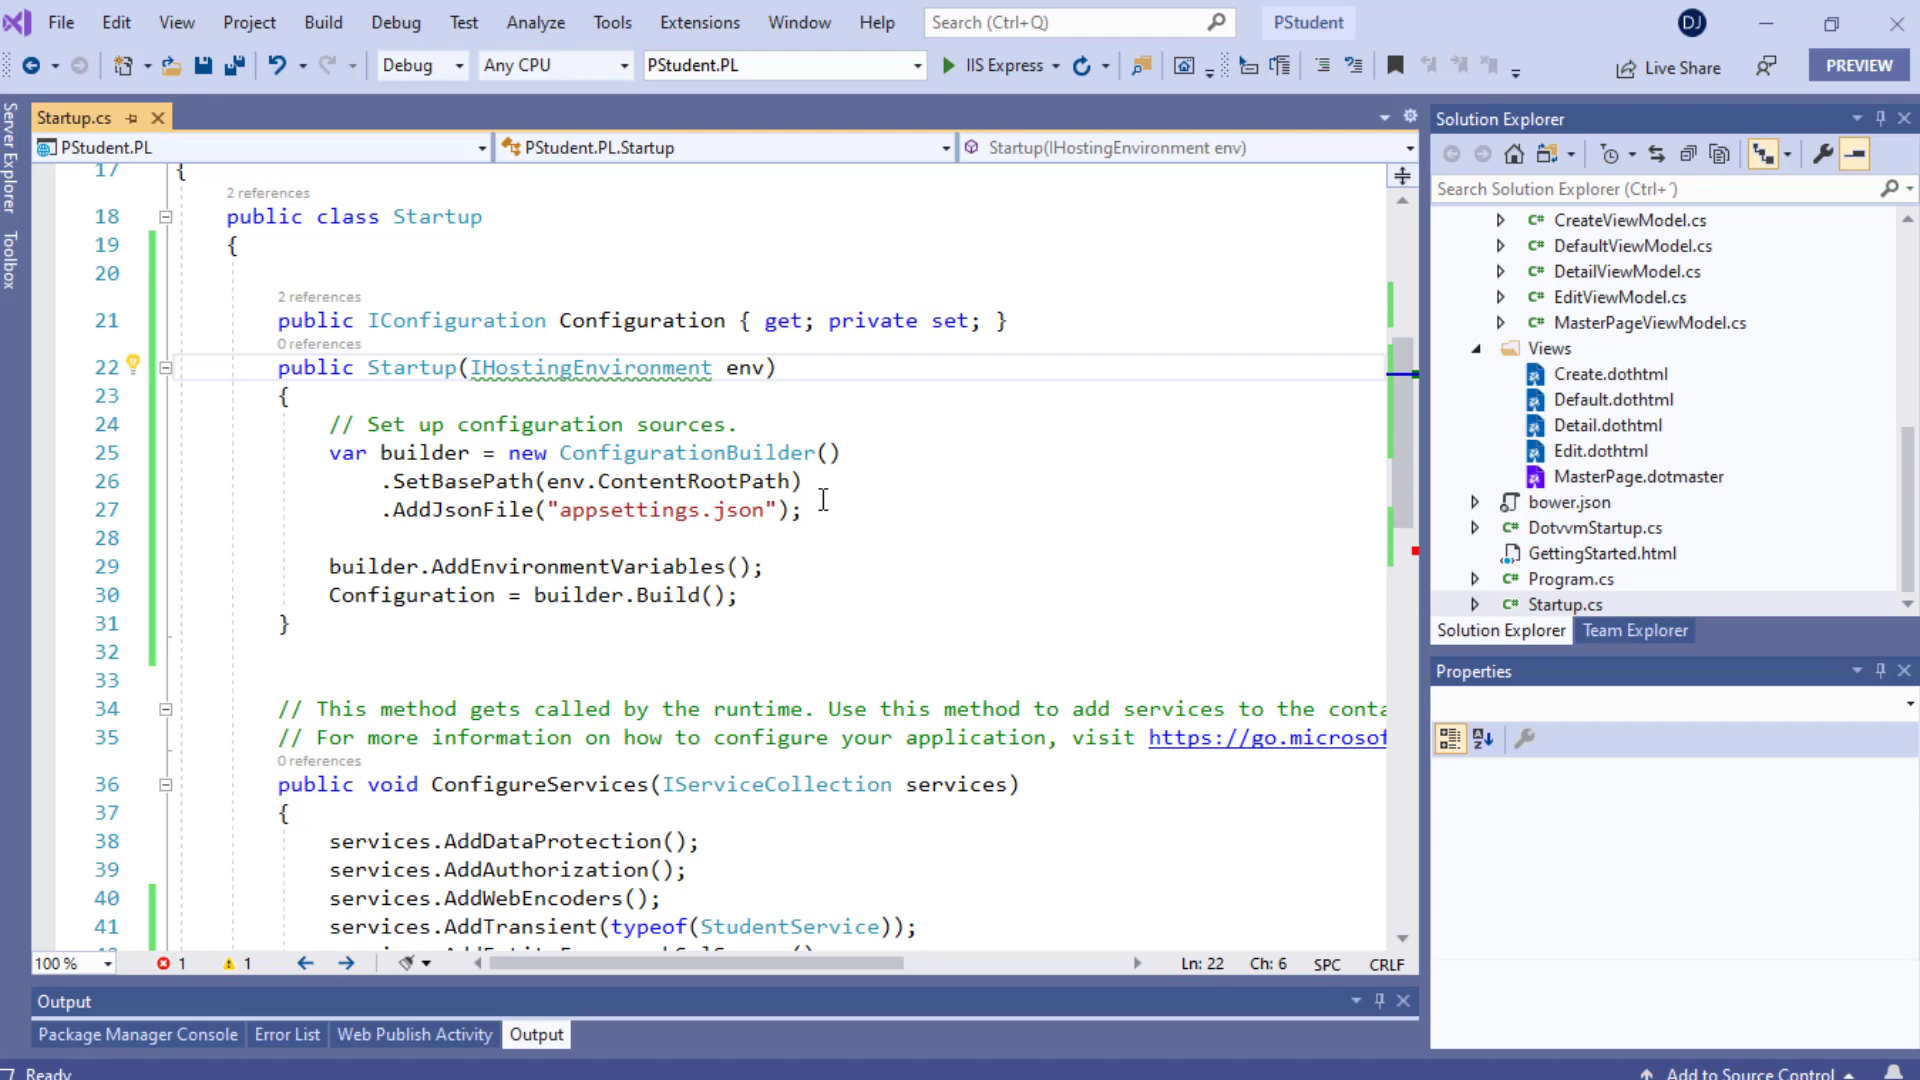 File Edit View Project Build Debug Test Analyze Tools Extensions Window Help Search (Ctrl+Q) PStudent DJ
Debug Any CPU PStudent.PL IIS Express Live Share PREVIEW
Server Explorer
Toolbox
Startup.cs
PStudent.PL PStudent.PL.Startup Startup(IHostingEnvironment env)
17 {
2 references
18 public class Startup
19 {
20
2 references
21 public IConfiguration Configuration { get; private set; }
0 references
22 public Startup(IHostingEnvironment env)
23 {
24 // Set up configuration sources.
25 var builder = new ConfigurationBuilder()
26 .SetBasePath(env.ContentRootPath)
27 .AddJsonFile("appsettings.json");
28
29 builder.AddEnvironmentVariables();
30 Configuration = builder.Build();
31 }
32
33
34 // This method gets called by the runtime. Use this method to add services to the conta
35 // For more information on how to configure your application, visit https://go.microsof
0 references
36 public void ConfigureServices(IServiceCollection services)
37 {
38 services.AddDataProtection();
39 services.AddAuthorization();
40 services.AddWebEncoders();
41 services.AddTransient(typeof(StudentService));
100 % 1 1 Ln: 22 Ch: 6 SPC CRLF
Output
Package Manager Console Error List Web Publish Activity Output
Solution Explorer
Search Solution Explorer (Ctrl+´)
C# CreateViewModel.cs
C# DefaultViewModel.cs
C# DetailViewModel.cs
C# EditViewModel.cs
C# MasterPageViewModel.cs
Views
Create.dothtml
Default.dothtml
Detail.dothtml
Edit.dothtml
MasterPage.dotmaster
bower.json
C# DotvvmStartup.cs
GettingStarted.html
C# Program.cs
C# Startup.cs
Solution Explorer Team Explorer
Properties
Ready Add to Source Control